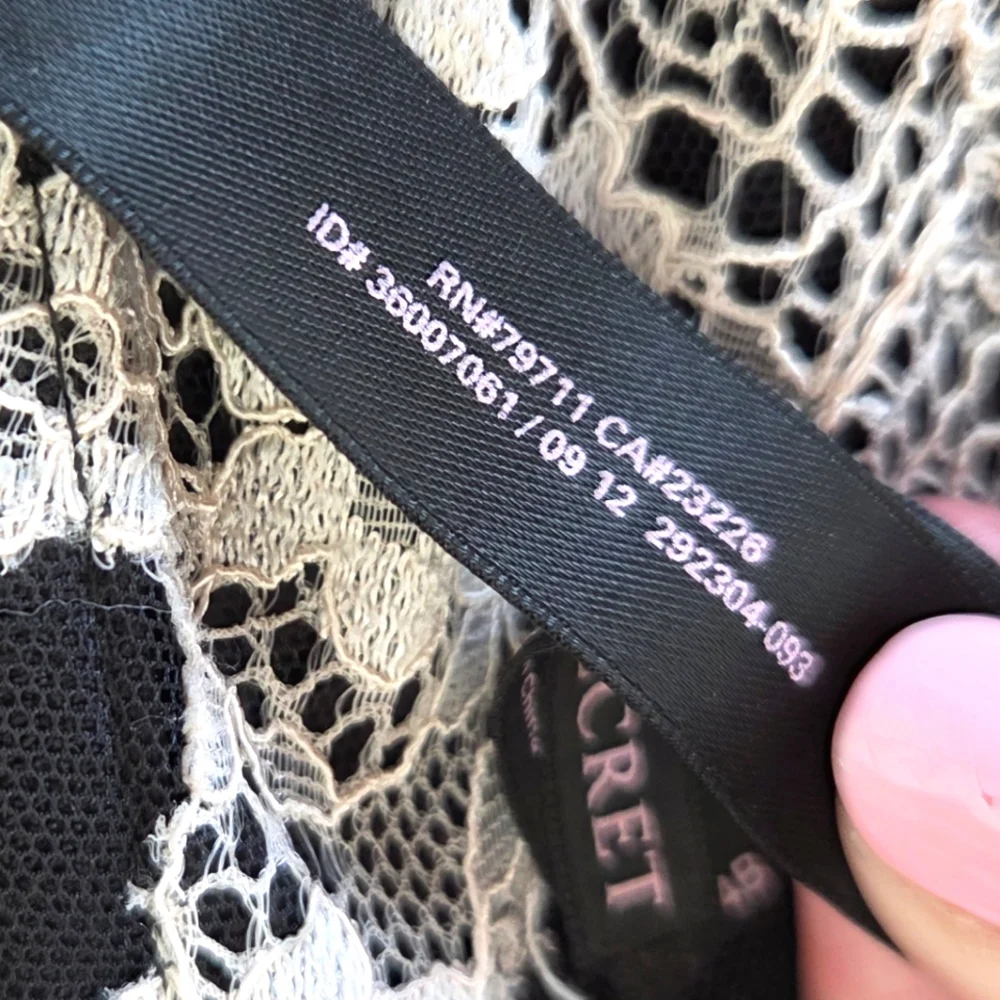 RN#79711 CA#23226
ID# 36007061 / 09 12 292304-093
CRET